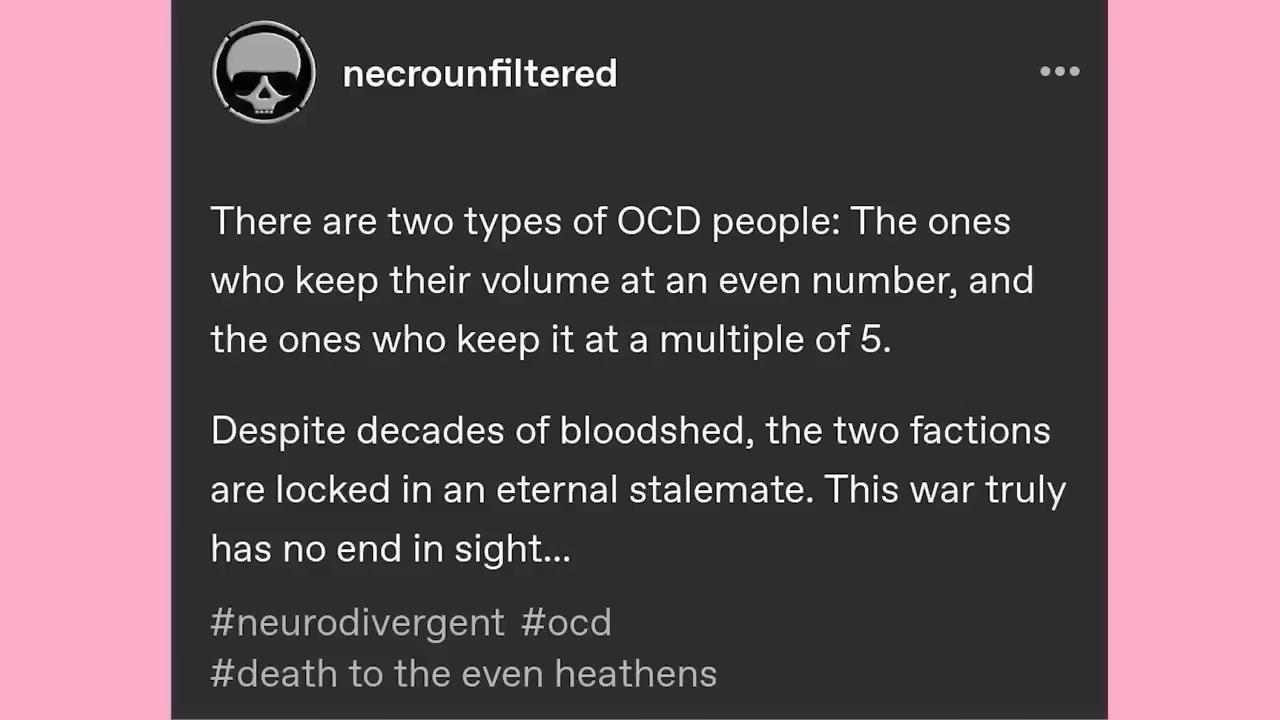 necrounfiltered
There are two types of OCD people: The ones
who keep their volume at an even number, and
the ones who keep it at a multiple of 5.
Despite decades of bloodshed, the two factions
are locked in an eternal stalemate. This war truly
has no end in sight...
#neurodivergent #ocd
#death to the even heathens